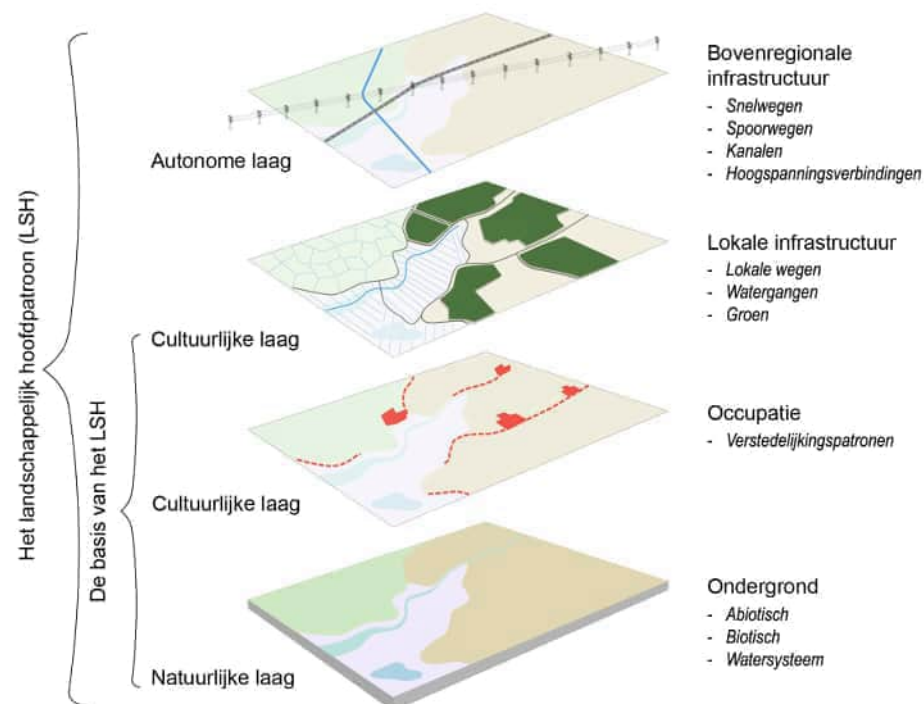 Het landschappelijk hoofdpatroon (LSH)
De basis van het LSH
Autonome laag
Bovenregionale
infrastructuur
- Snelwegen
- Spoorwegen
- Kanalen
- Hoogspanningsverbindingen
Cultuurlijke laag
Lokale infrastructuur
- Lokale wegen
- Watergangen
- Groen
Cultuurlijke laag
Occupatie
- Verstedelijkingspatronen
Natuurlijke laag
Ondergrond
- Abiotisch
- Biotisch
- Watersysteem